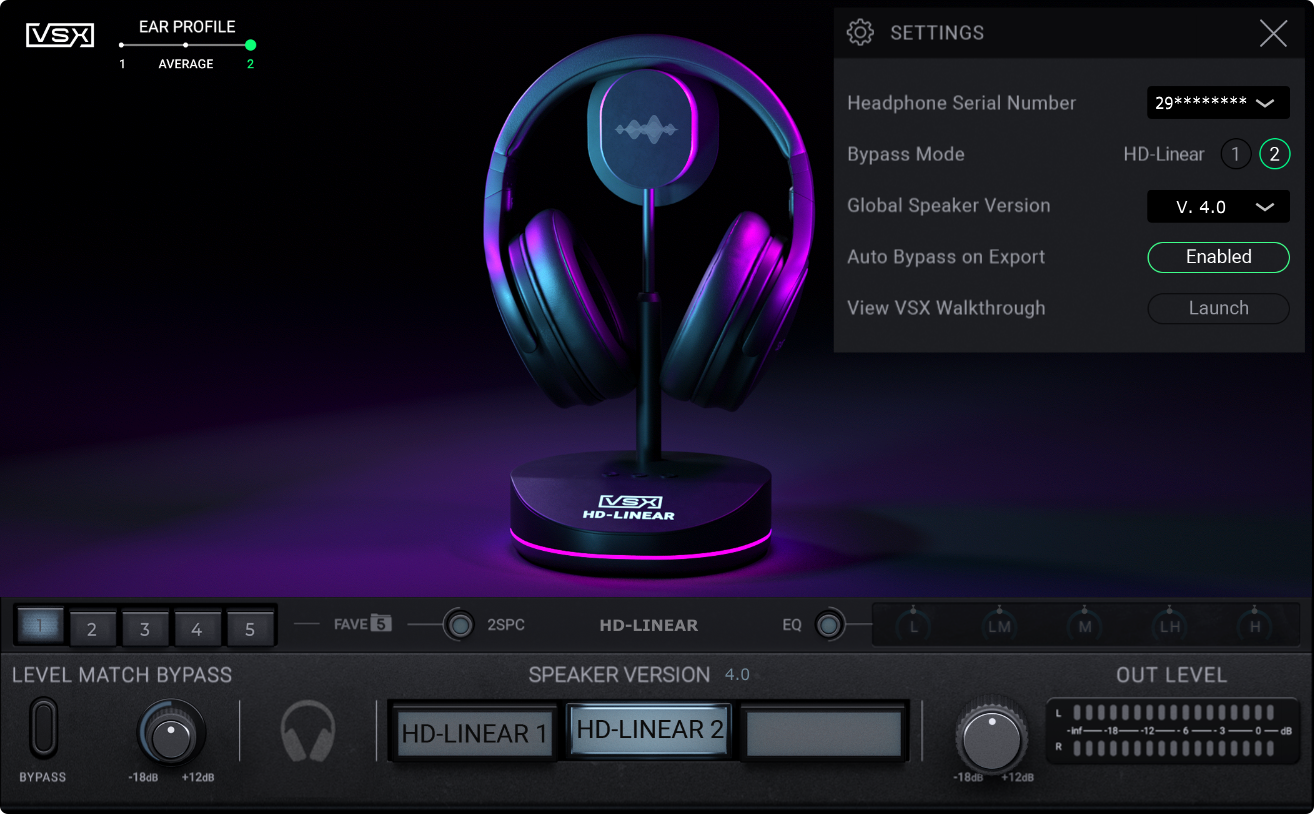 VSX
EAR PROFILE
1 AVERAGE 2
SETTINGS
Headphone Serial Number 29********
Bypass Mode HD-Linear 1 2
Global Speaker Version V. 4.0
Auto Bypass on Export Enabled
View VSX Walkthrough Launch
VSX
HD-LINEAR
1 2 3 4 5 FAVE 5 2SPC HD-LINEAR EQ L LM M LH H
LEVEL MATCH BYPASS SPEAKER VERSION 4.0 OUT LEVEL
HD-LINEAR 1 HD-LINEAR 2
L
-inf -18 -12 -6 -3 0 dB
R
BYPASS -18dB +12dB -18dB +12dB